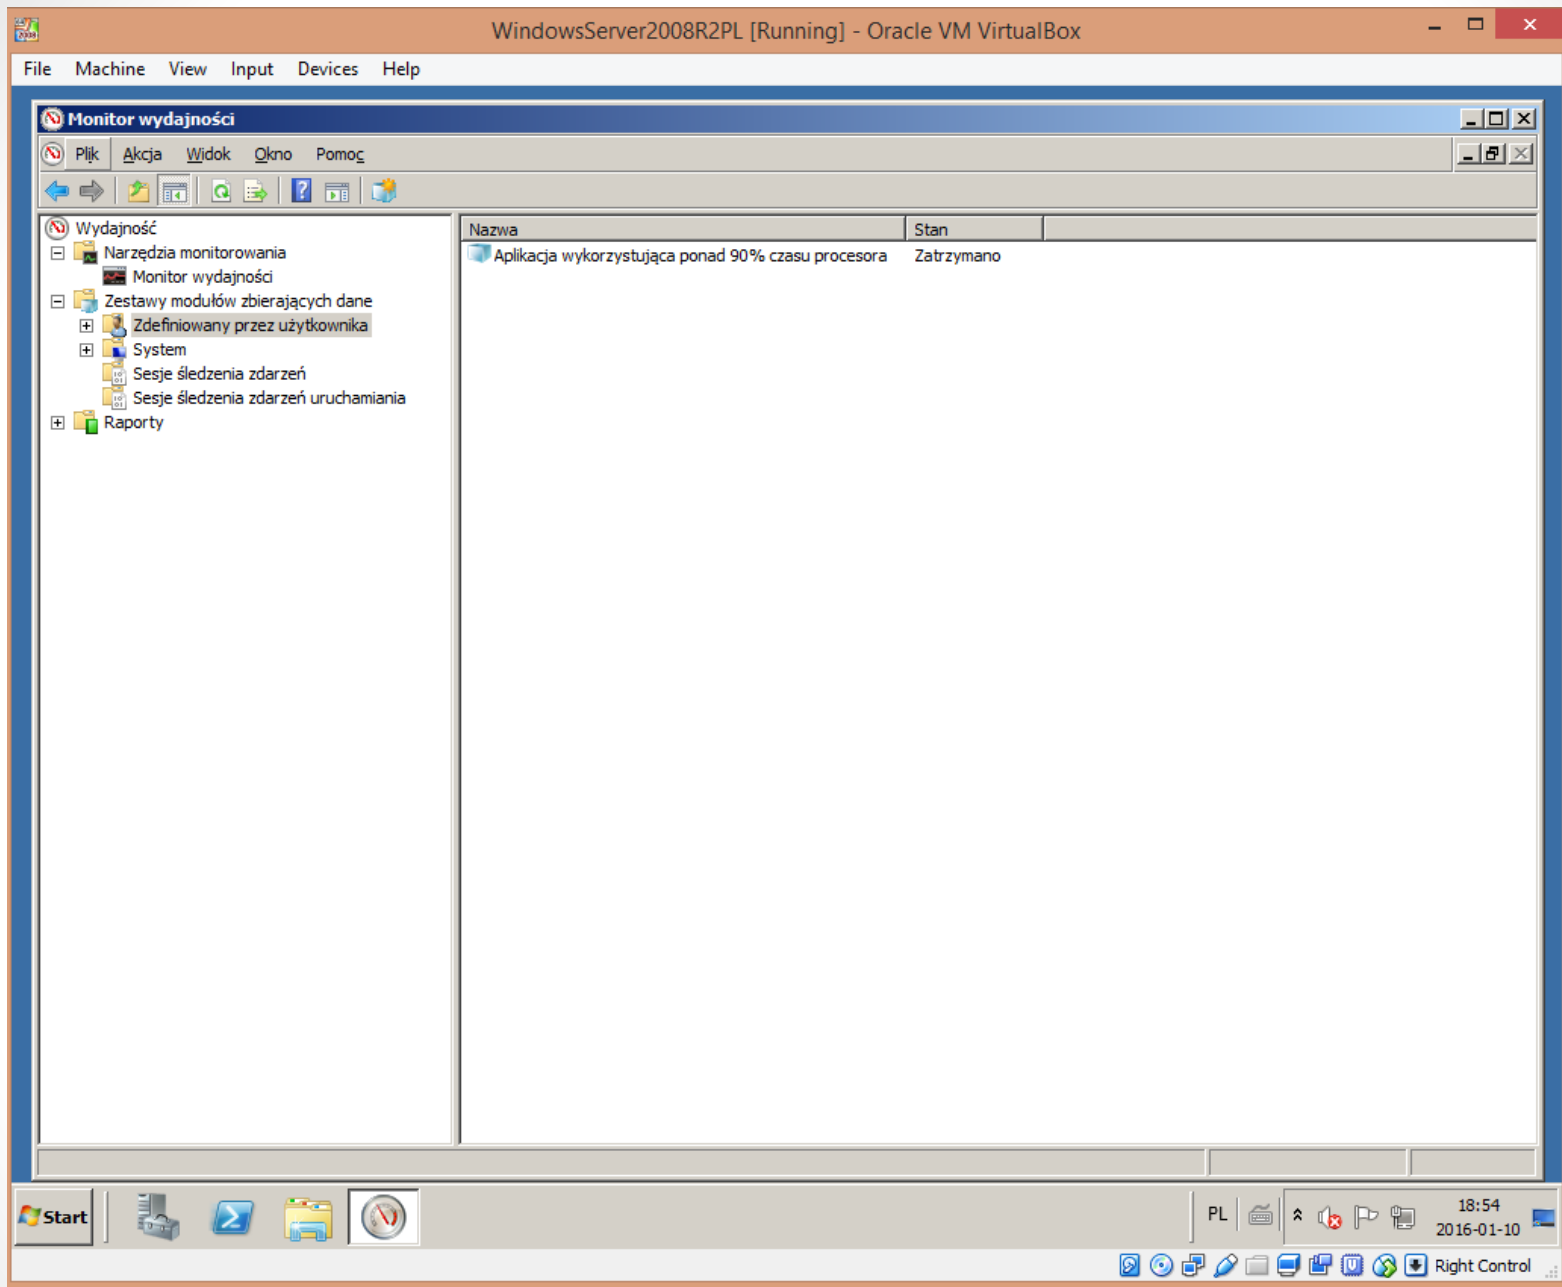 WindowsServer2008R2PL [Running] - Oracle VM VirtualBox
File Machine View Input Devices Help
Monitor wydajności
Plik Akcja Widok Okno Pomoc
Wydajność
Narzędzia monitorowania
Monitor wydajności
Zestawy modułów zbierających dane
Zdefiniowany przez użytkownika
System
Sesje śledzenia zdarzeń
Sesje śledzenia zdarzeń uruchamiania
Raporty
Nazwa Stan
Aplikacja wykorzystująca ponad 90% czasu procesora Zatrzymano
Start
PL
18:54
2016-01-10
Right Control